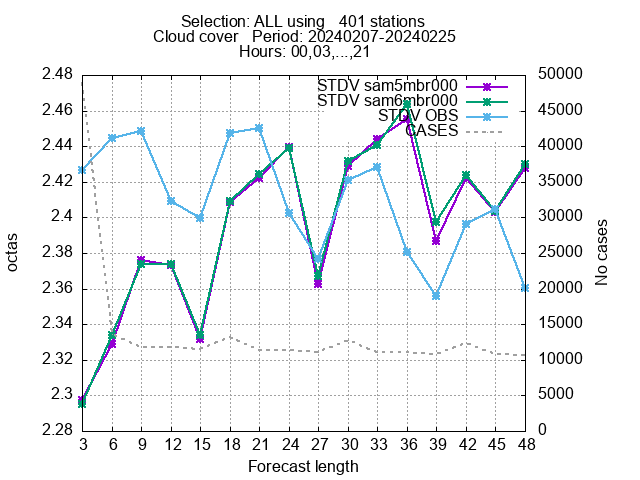 Selection: ALL using   401 stations
Cloud cover   Period: 20240207-20240225
Hours: 00,03,...,21
STDV sam5mbr000
STDV sam6mbr000
STDV OBS
CASES
2.48
2.46
2.44
2.42
2.4
2.38
2.36
2.34
2.32
2.3
2.28
octas
50000
45000
40000
35000
30000
25000
20000
15000
10000
5000
0
No cases
3 6 9 12 15 18 21 24 27 30 33 36 39 42 45 48
Forecast length